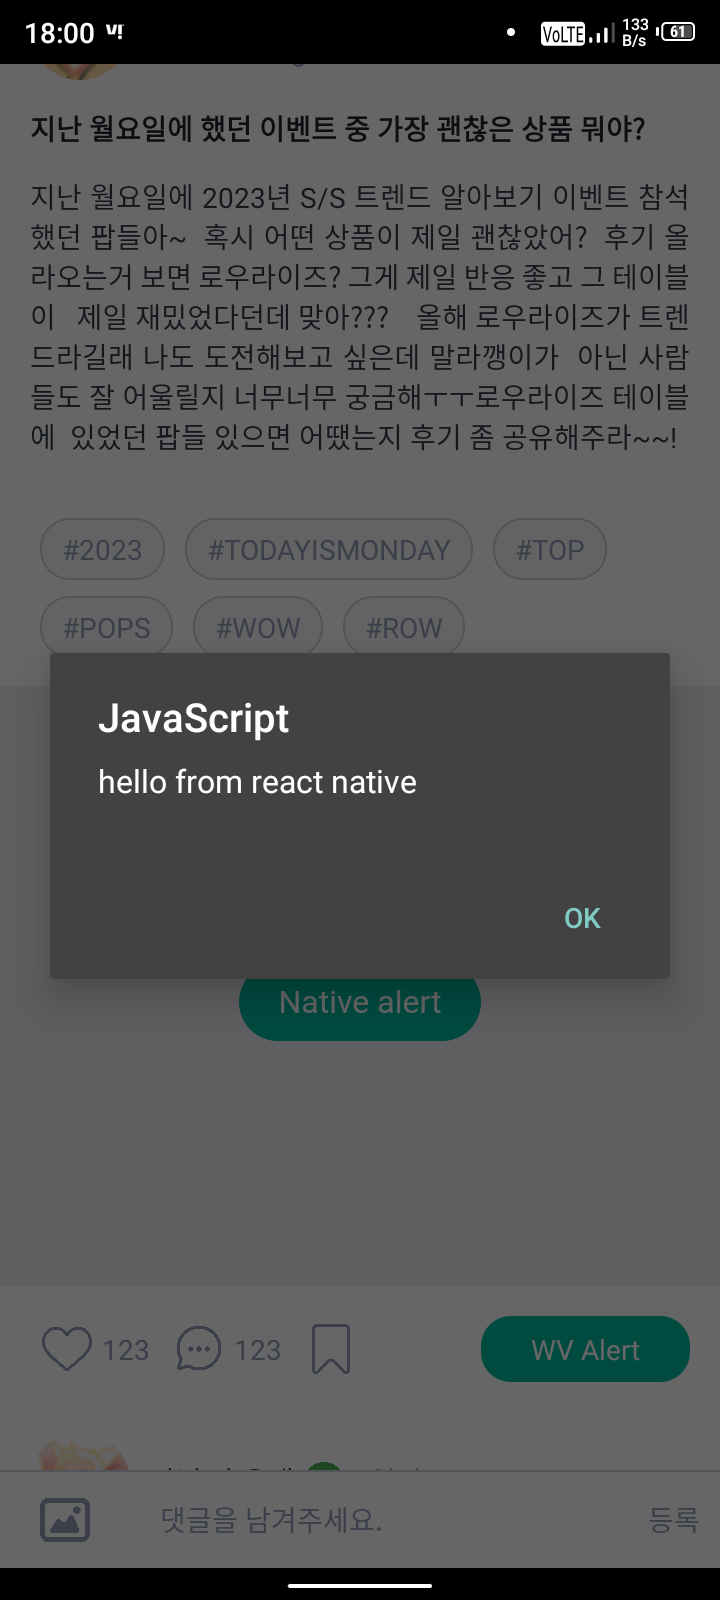 18:00
VoLTE
133
B/s
61
지난 월요일에 했던 이벤트 중 가장 괜찮은 상품 뭐야?
지난 월요일에 2023년 S/S 트렌드 알아보기 이벤트 참석
했던 팝들아~ 혹시 어떤 상품이 제일 괜찮았어? 후기 올
라오는거 보면 로우라이즈? 그게 제일 반응 좋고 그 테이블
이 제일 재밌었다던데 맞아??? 올해 로우라이즈가 트렌
드라길래 나도 도전해보고 싶은데 말라깽이가 아닌 사람
들도 잘 어울릴지 너무너무 궁금해ㅜㅜ로우라이즈 테이블
에 있었던 팝들 있으면 어땠는지 후기 좀 공유해주라~~!
#2023 #TODAYISMONDAY #TOP
#POPS #WOW #ROW
JavaScript
hello from react native
OK
Native alert
123 123 WV Alert
댓글을 남겨주세요. 등록